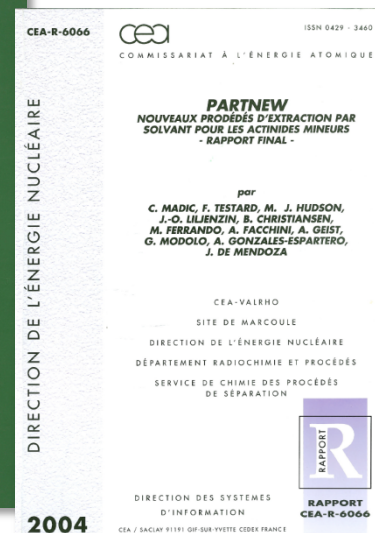 CEA-R-6066
cea
ISSN 0429 - 3460
COMMISSARIAT À L'ÉNERGIE ATOMIQUE
DIRECTION DE L'ÉNERGIE NUCLÉAIRE
PARTNEW
NOUVEAUX PRODÉDÉS D'EXTRACTION PAR
SOLVANT POUR LES ACTINIDES MINEURS
- RAPPORT FINAL -
par
C. MADIC, F. TESTARD, M. J. HUDSON,
J.-O. LILJENZIN, B. CHRISTIANSEN,
M. FERRANDO, A. FACCHINI, A. GEIST,
G. MODOLO, A. GONZALES-ESPARTERO,
J. DE MENDOZA
CEA-VALRHO
SITE DE MARCOULE
DIRECTION DE L'ÉNERGIE NUCLÉAIRE
DÉPARTEMENT RADIOCHIMIE ET PROCÉDÉS
SERVICE DE CHIMIE DES PROCÉDÉS
DE SÉPARATION
R
RAPPORT
DIRECTION DES SYSTEMES
D'INFORMATION
RAPPORT
CEA-R-6066
2004
CEA / SACLAY 91191 GIF-SUR-YVETTE CEDEX FRANCE